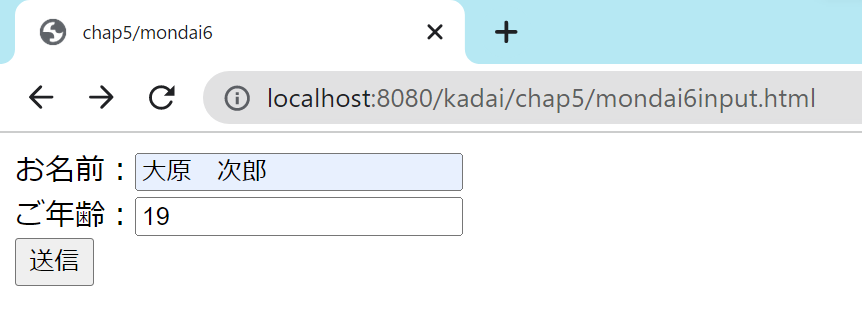 chap5/mondai6
localhost:8080/kadai/chap5/mondai6input.html
お名前：大原　次郎
ご年齢：19
送信